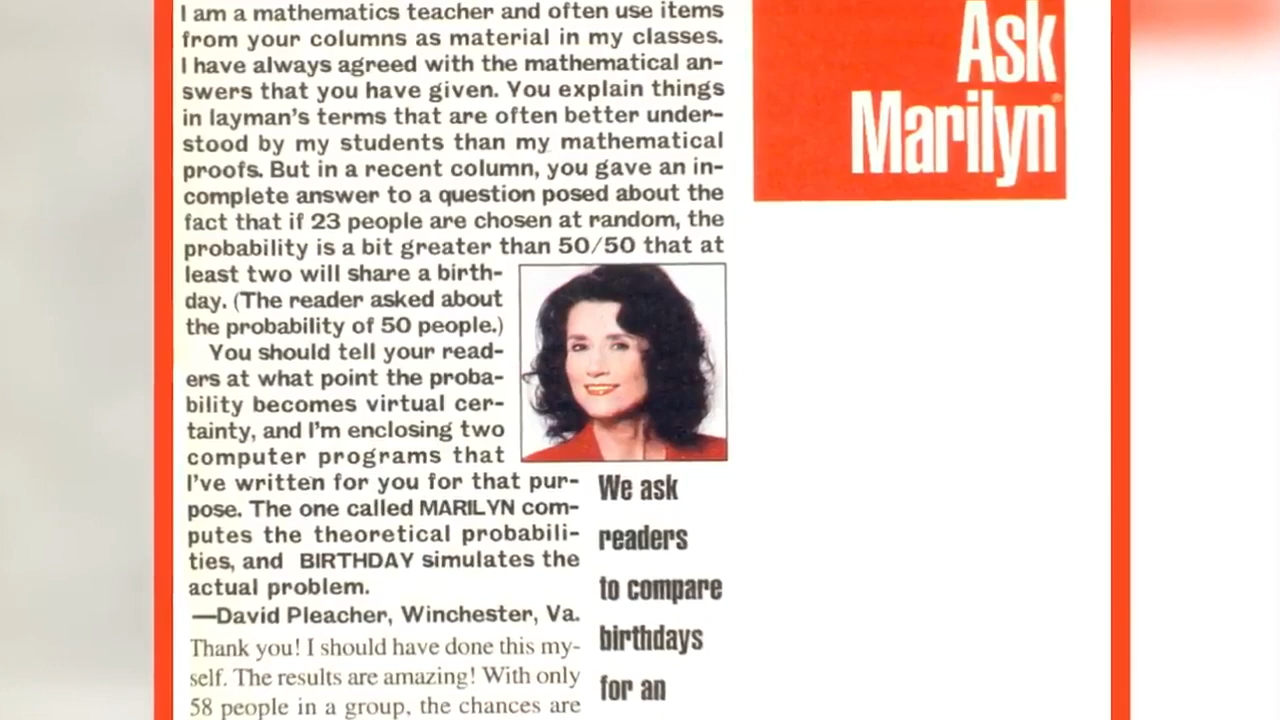 I am a mathematics teacher and often use items
from your columns as material in my classes.
I have always agreed with the mathematical an-
swers that you have given. You explain things
in layman's terms that are often better under-
stood by my students than my mathematical
proofs. But in a recent column, you gave an in-
complete answer to a question posed about the
fact that if 23 people are chosen at random, the
probability is a bit greater than 50/50 that at
least two will share a birth-
day. (The reader asked about
the probability of 50 people.)
You should tell your read-
ers at what point the proba-
bility becomes virtual cer-
tainty, and I'm enclosing two
computer programs that
I've written for you for that pur-
pose. The one called MARILYN com-
putes the theoretical probabili-
ties, and BIRTHDAY simulates the
actual problem.
—David Pleacher, Winchester, Va.
Thank you! I should have done this my-
self. The results are amazing! With only
58 people in a group, the chances are
We ask
readers
to compare
birthdays
for an
Ask
Marilyn®